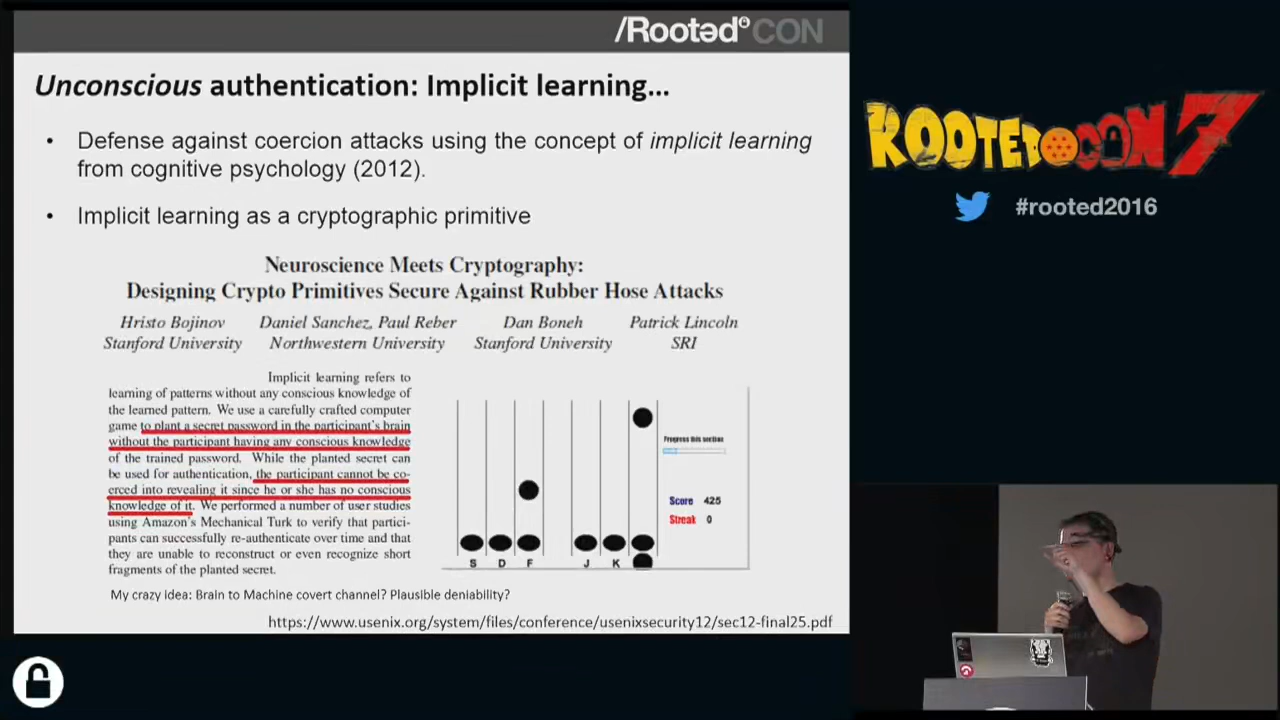 /RootedCON
Unconscious authentication: Implicit learning...
• Defense against coercion attacks using the concept of implicit learning
from cognitive psychology (2012).
• Implicit learning as a cryptographic primitive
Neuroscience Meets Cryptography:
Designing Crypto Primitives Secure Against Rubber Hose Attacks
Hristo Bojinov Daniel Sanchez, Paul Reber Dan Boneh Patrick Lincoln
Stanford University Northwestern University Stanford University SRI
Implicit learning refers to
learning of patterns without any conscious knowledge of
the learned pattern. We use a carefully crafted computer
game to plant a secret password in the participant's brain
without the participant having any conscious knowledge
of the trained password. While the planted secret can
be used for authentication, the participant cannot be co-
erced into revealing it since he or she has no conscious
knowledge of it. We performed a number of user studies
using Amazon's Mechanical Turk to verify that partici-
pants can successfully re-authenticate over time and that
they are unable to reconstruct or even recognize short
fragments of the planted secret.
Progress this section
Score 425
Streak 0
S D F J K
My crazy idea: Brain to Machine covert channel? Plausible deniability?
https://www.usenix.org/system/files/conference/usenixsecurity12/sec12-final25.pdf
ROOTEDCON 7
#rooted2016